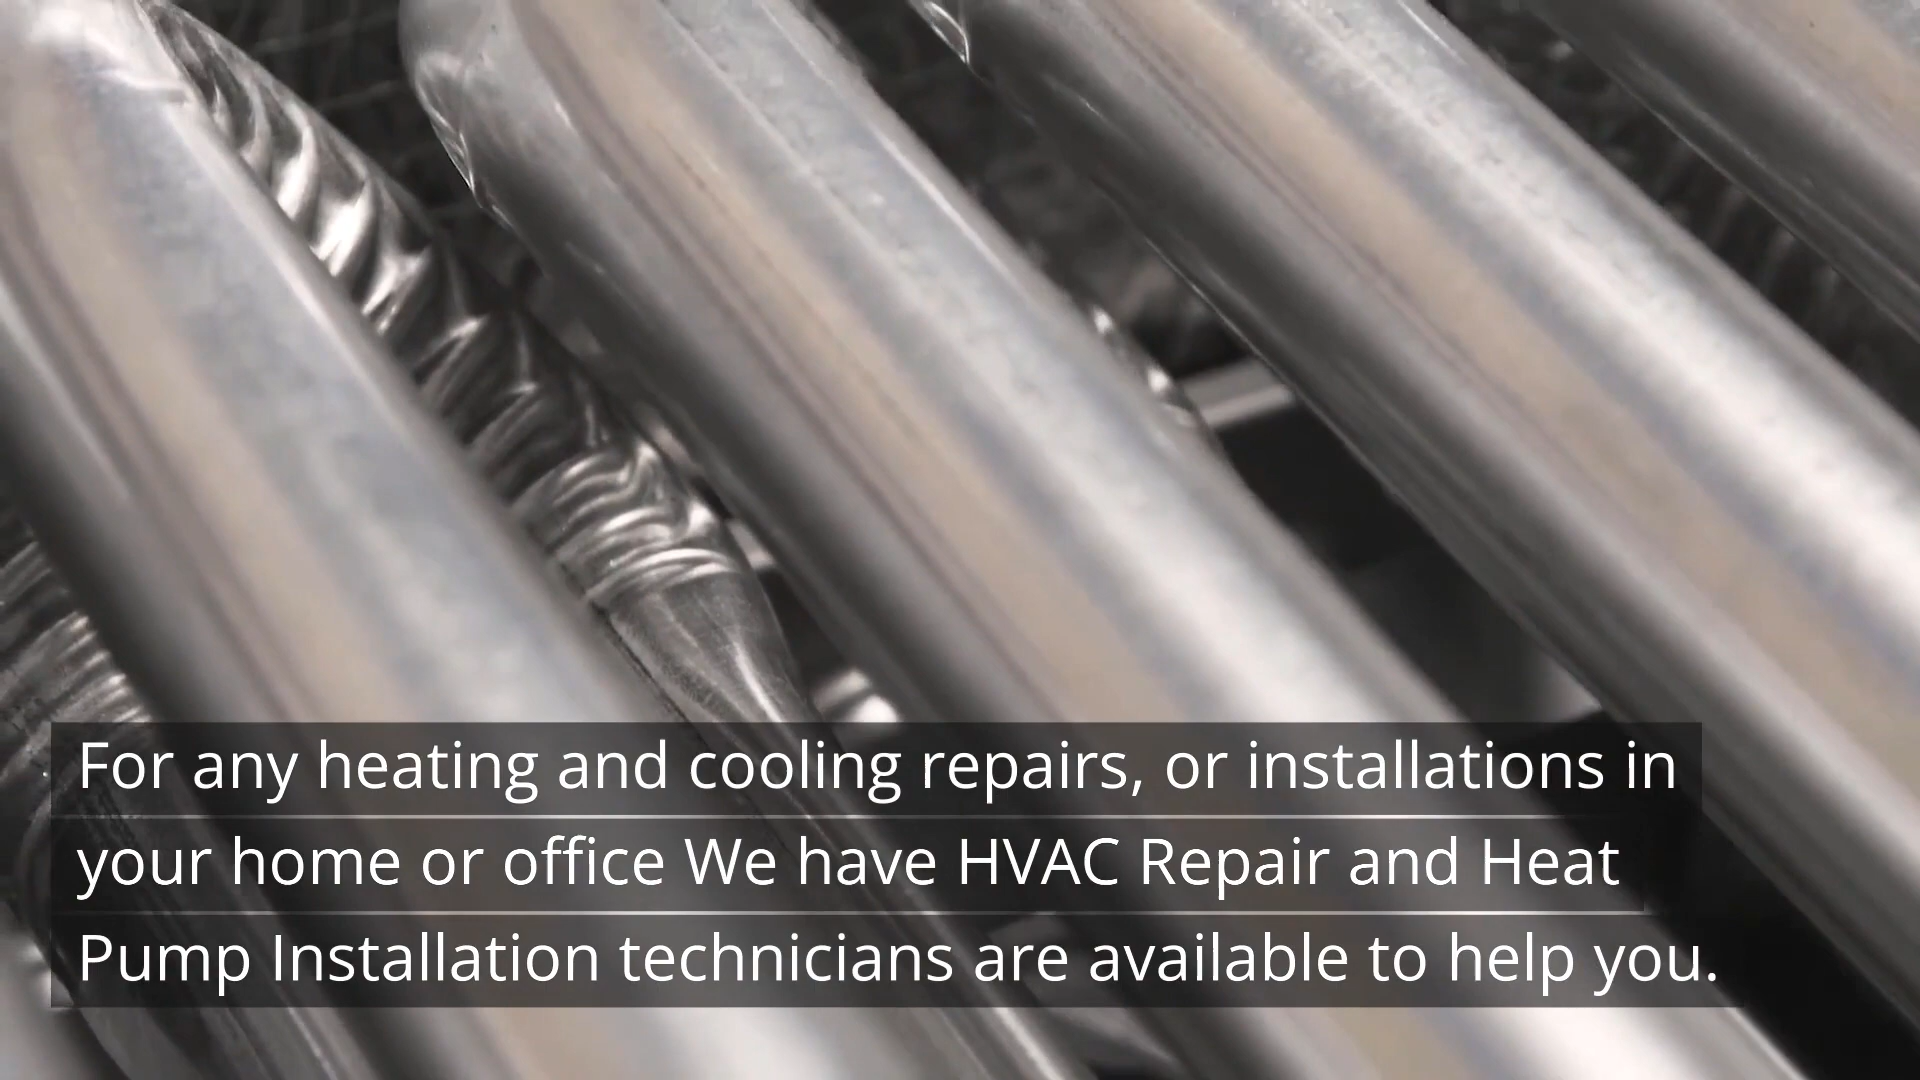 For any heating and cooling repairs, or installations in
your home or office We have HVAC Repair and Heat
Pump Installation technicians are available to help you.